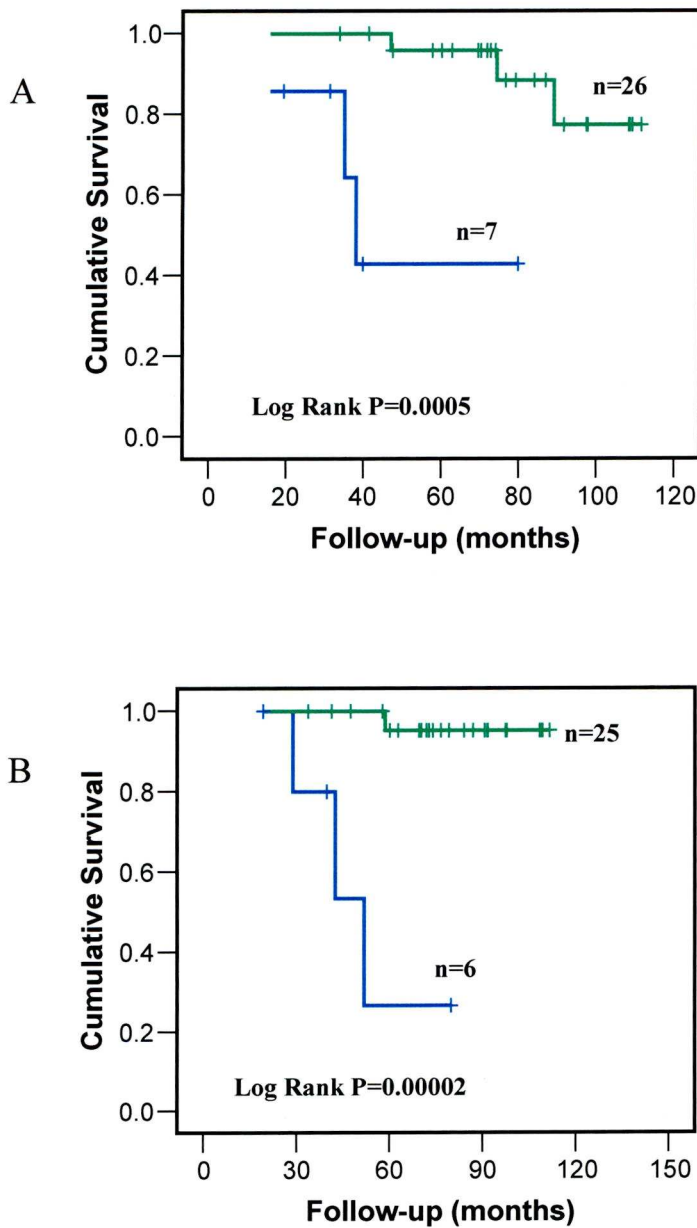 A
Cumulative Survival
1.0
0.8
0.6
0.4
0.2
0.0
n=26
n=7
Log Rank P=0.0005
0 20 40 60 80 100 120
Follow-up (months)
B
Cumulative Survival
1.0
0.8
0.6
0.4
0.2
0.0
n=25
n=6
Log Rank P=0.00002
0 30 60 90 120 150
Follow-up (months)